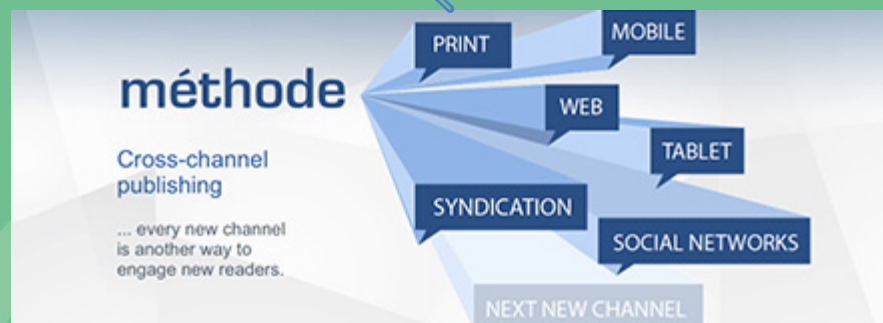 méthode
Cross-channel
publishing
... every new channel
is another way to
engage new readers.
PRINT
MOBILE
WEB
TABLET
SYNDICATION
SOCIAL NETWORKS
NEXT NEW CHANNEL